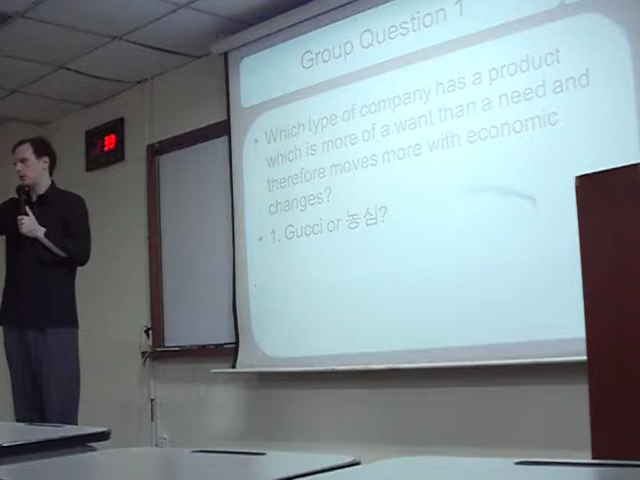 Group Question 1
• Which type of company has a product
which is more of a want than a need and
therefore moves more with economic
changes?
• 1. Gucci or 농심?